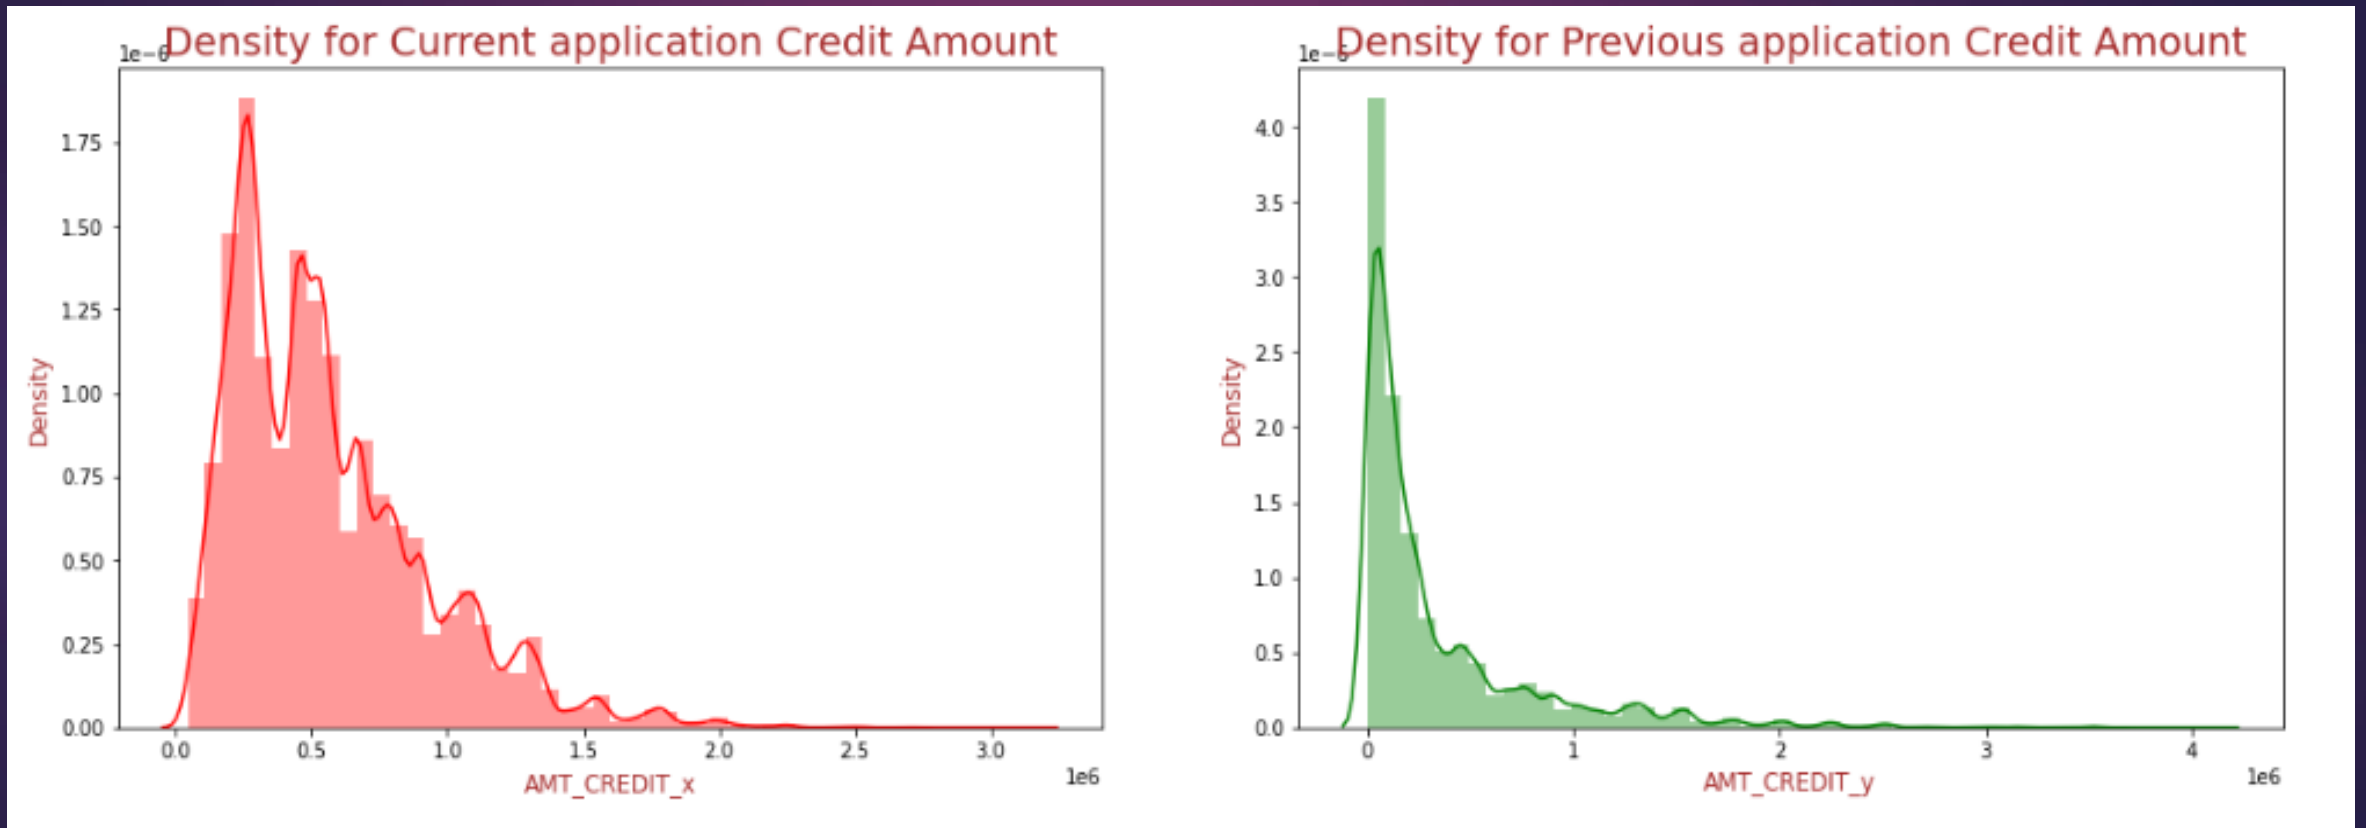 Density for Current application Credit Amount
1e−6
1.75
1.50
1.25
1.00
0.75
0.50
0.25
0.00
Density
0.0 0.5 1.0 1.5 2.0 2.5 3.0
1e6
AMT_CREDIT_x
Density for Previous application Credit Amount
1e−6
4.0
3.5
3.0
2.5
2.0
1.5
1.0
0.5
0.0
Density
0 1 2 3 4
1e6
AMT_CREDIT_y